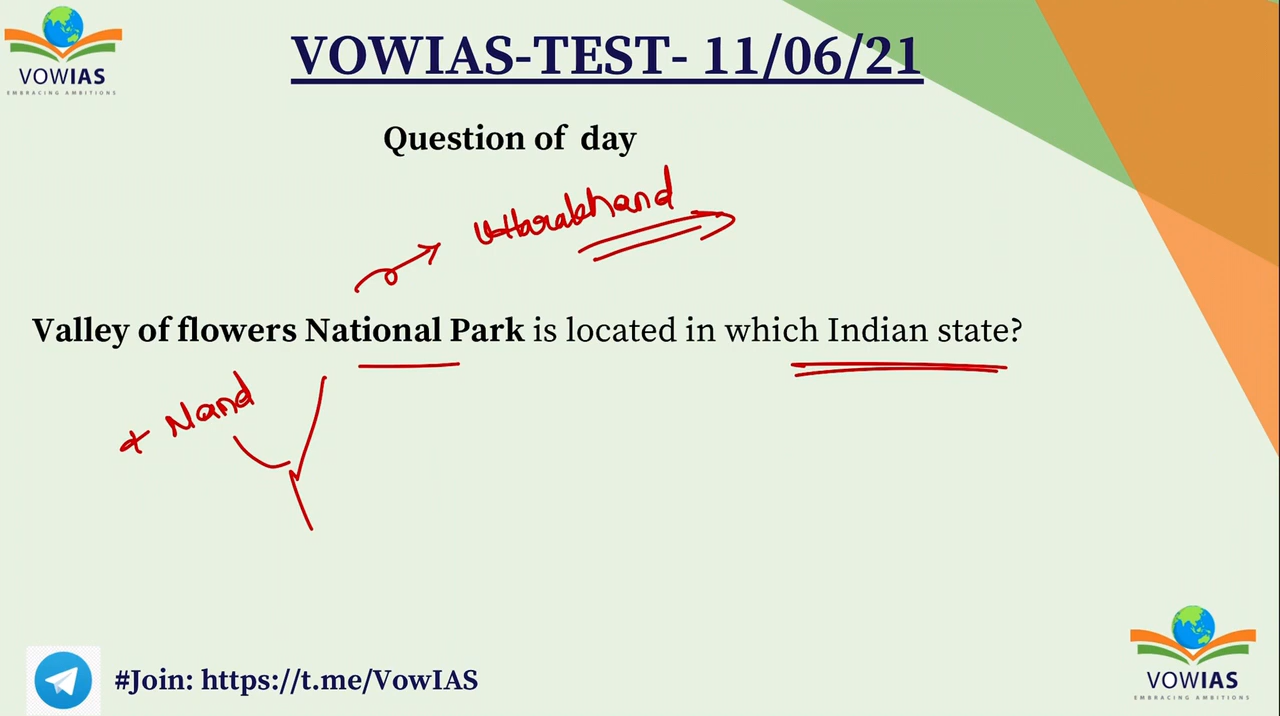 VOWIAS
EMBRACING AMBITIONS
VOWIAS-TEST- 11/06/21
Question of day
Uttarakhand
Valley of flowers National Park is located in which Indian state?
+ Nand
#Join: https://t.me/VowIAS
VOWIAS
EMBRACING AMBITIONS